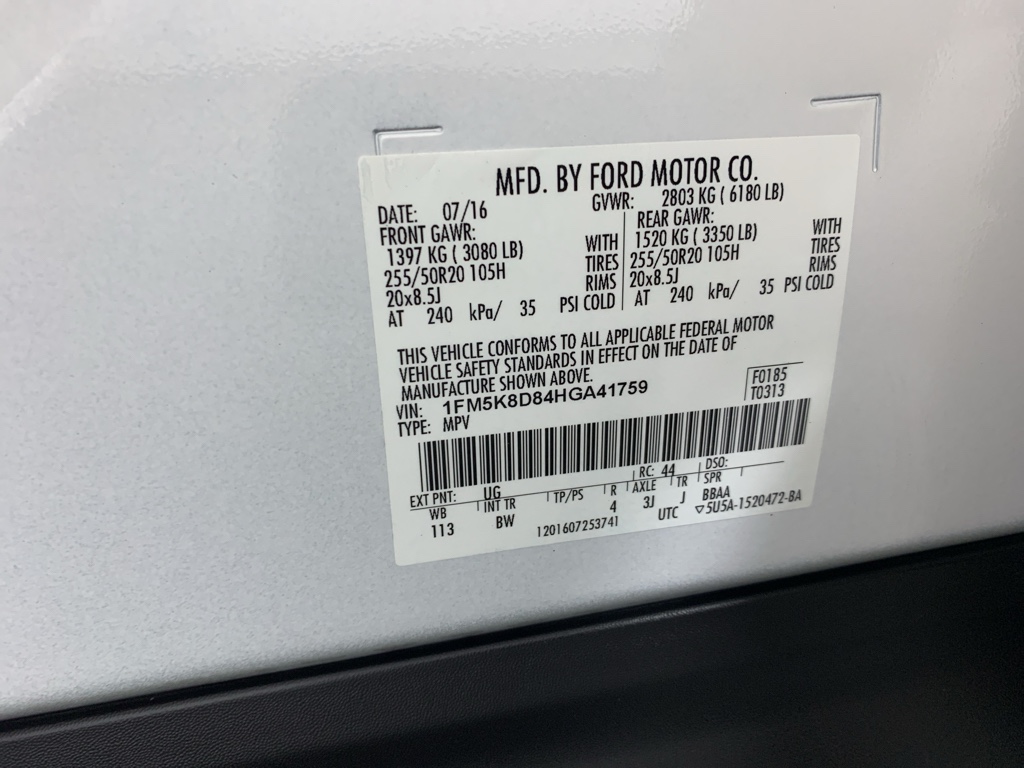 MFD. BY FORD MOTOR CO.
DATE: 07/16 GVWR: 2803 KG ( 6180 LB)
FRONT GAWR: REAR GAWR:
1397 KG ( 3080 LB) WITH 1520 KG ( 3350 LB) WITH
255/50R20 105H TIRES 255/50R20 105H TIRES
20x8.5J RIMS 20x8.5J RIMS
AT 240 kPa/ 35 PSI COLD AT 240 kPa/ 35 PSI COLD
THIS VEHICLE CONFORMS TO ALL APPLICABLE FEDERAL MOTOR
VEHICLE SAFETY STANDARDS IN EFFECT ON THE DATE OF
MANUFACTURE SHOWN ABOVE.
VIN: 1FM5K8D84HGA41759 F0185
TYPE: MPV T0313
EXT PNT: UG RC: 44 DSO:
WB INT TR TP/PS R AXLE TR SPR
113 BW 4 3J J BBAA
1201607253741 UTC ▽5U5A-1520472-BA